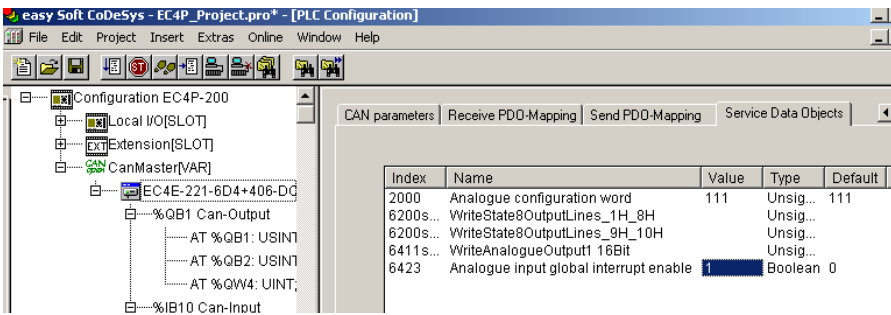 easy Soft CoDeSys - EC4P_Project.pro* - [PLC Configuration]
File Edit Project Insert Extras Online Window Help
Configuration EC4P-200
Local I/O[SLOT]
EXT Extension[SLOT]
CAN open CanMaster[VAR]
EC4E-221-6D4+406-DC
%QB1 Can-Output
AT %QB1: USINT
AT %QB2: USINT
AT %QW4: UINT;
%IB10 Can-Input
CAN parameters Receive PDO-Mapping Send PDO-Mapping Service Data Objects
Index Name Value Type Default
2000 Analogue configuration word 111 Unsig... 111
6200s... WriteState8OutputLines_1H_8H Unsig...
6200s... WriteState8OutputLines_9H_10H Unsig...
6411s... WriteAnalogueOutput1 16Bit Unsig...
6423 Analogue input global interrupt enable 1 Boolean 0